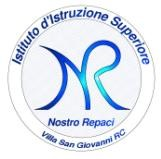 Istituto d'Istruzione Superiore
NR
Nostro Repaci
Villa San Giovanni RC